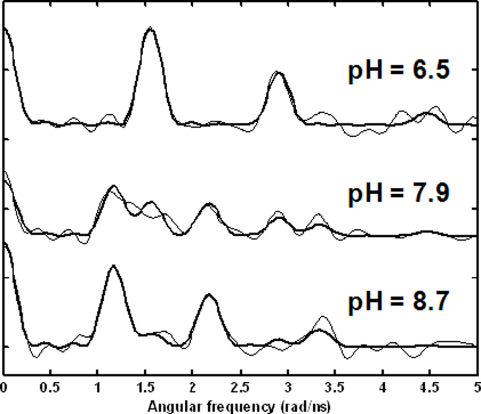 pH = 6.5
pH = 7.9
pH = 8.7
0 0.5 1 1.5 2 2.5 3 3.5 4 4.5 5
Angular frequency (rad/ns)